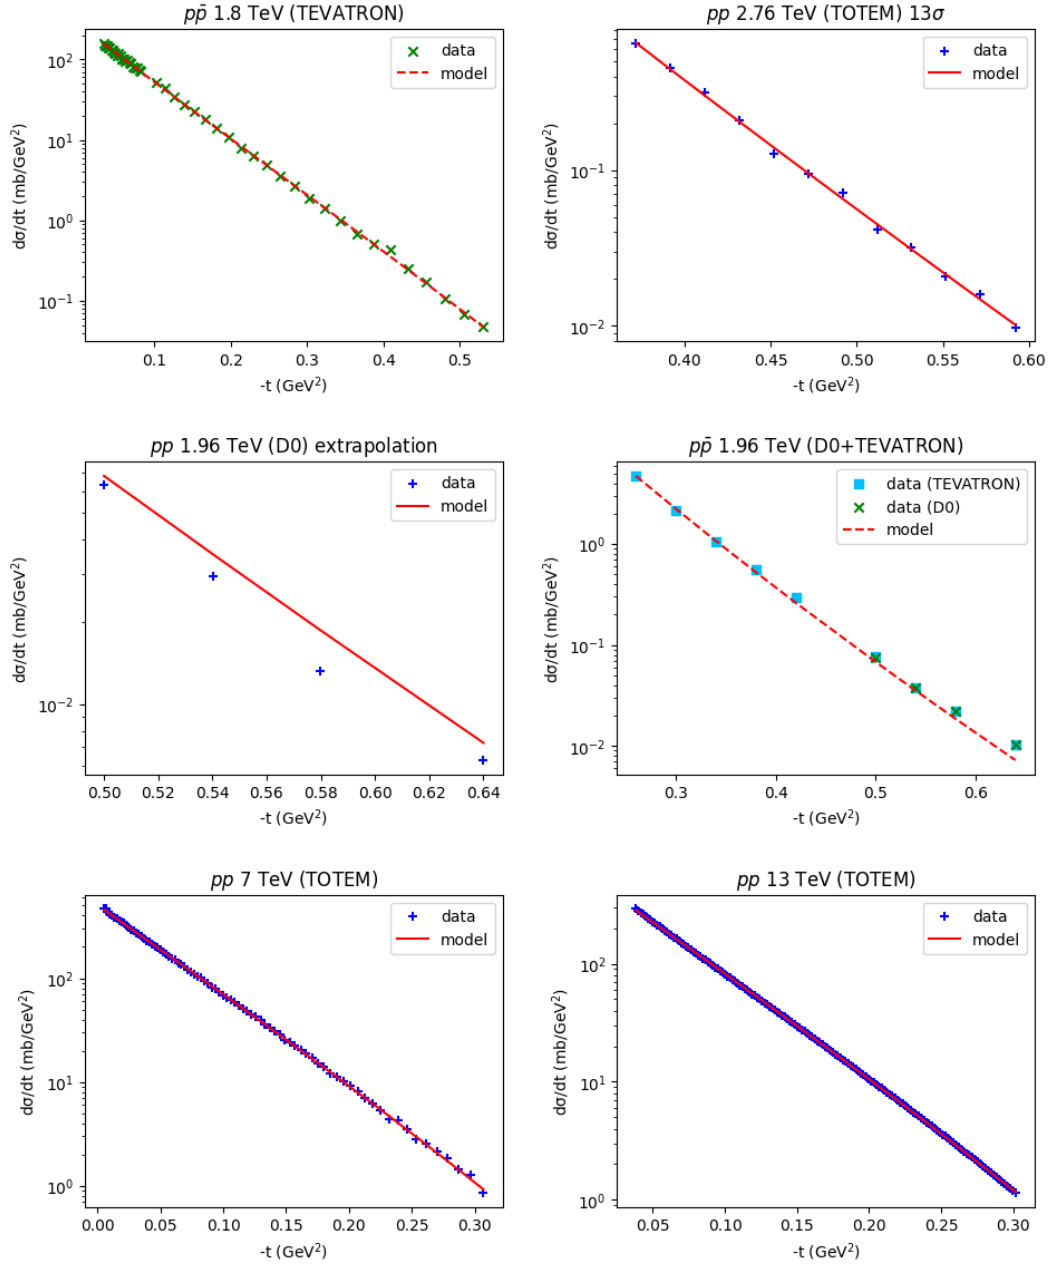 pp̄ 1.8 TeV (TEVATRON)
data
model
10²
10¹
10⁰
10⁻¹
dσ/dt (mb/GeV²)
0.1 0.2 0.3 0.4 0.5
-t (GeV²)
pp 2.76 TeV (TOTEM) 13σ
data
model
10⁻¹
10⁻²
dσ/dt (mb/GeV²)
0.40 0.45 0.50 0.55 0.60
-t (GeV²)
pp 1.96 TeV (D0) extrapolation
data
model
10⁻²
dσ/dt (mb/GeV²)
0.50 0.52 0.54 0.56 0.58 0.60 0.62 0.64
-t (GeV²)
pp̄ 1.96 TeV (D0+TEVATRON)
data (TEVATRON)
data (D0)
model
10⁰
10⁻¹
10⁻²
dσ/dt (mb/GeV²)
0.3 0.4 0.5 0.6
-t (GeV²)
pp 7 TeV (TOTEM)
data
model
10²
10¹
10⁰
dσ/dt (mb/GeV²)
0.00 0.05 0.10 0.15 0.20 0.25 0.30
-t (GeV²)
pp 13 TeV (TOTEM)
data
model
10²
10¹
10⁰
dσ/dt (mb/GeV²)
0.05 0.10 0.15 0.20 0.25 0.30
-t (GeV²)